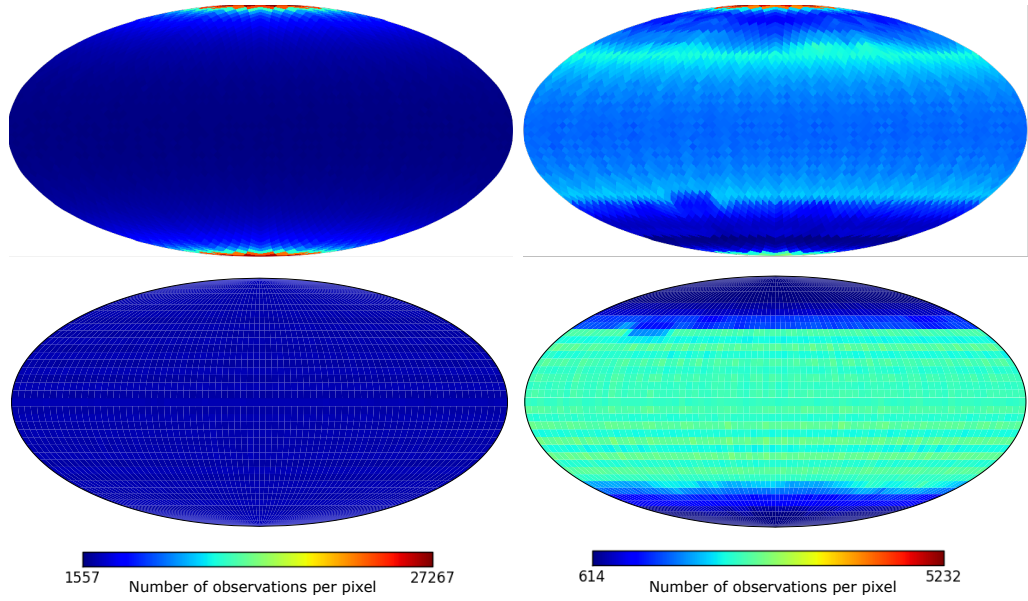 1557 27267
Number of observations per pixel
614 5232
Number of observations per pixel